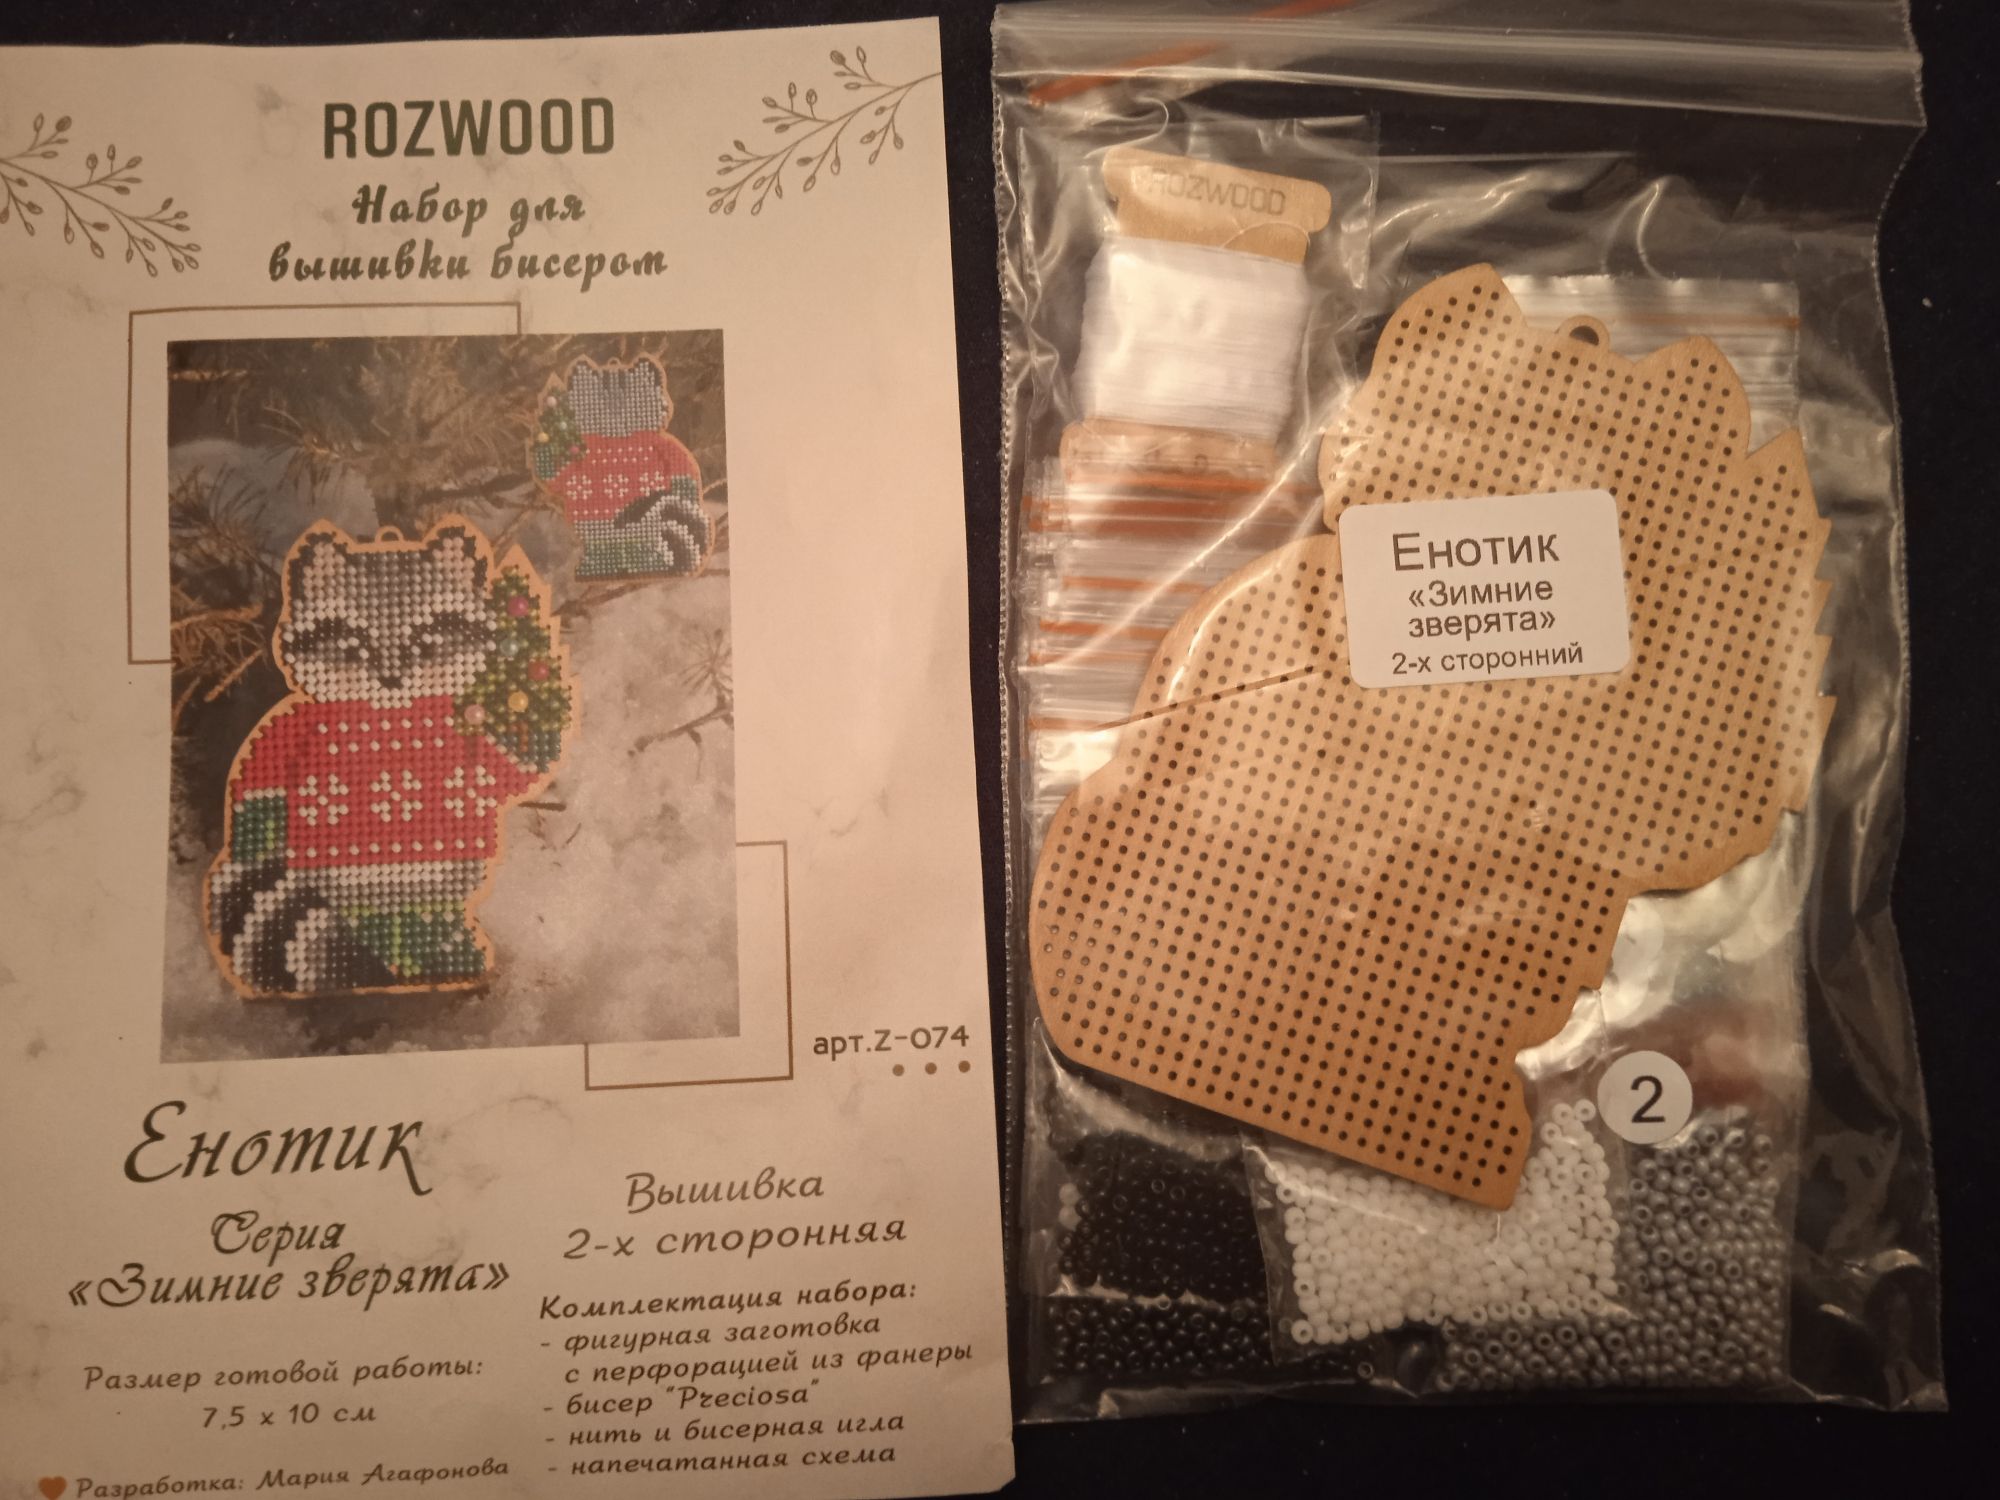 ROZWOOD
Набор для
вышивки бисером
арт.Z-074
Енотик
Серия
«Зимние зверята»
Размер готовой работы:
7,5 х 10 см
Разработка: Мария Агафонова
Вышивка
2-х сторонняя
Комплектация набора:
- фигурная заготовка
с перфорацией из фанеры
- бисер "Preciosa"
- нить и бисерная игла
- напечатанная схема
ROZWOOD
Енотик
«Зимние
зверята»
2-х сторонний
2